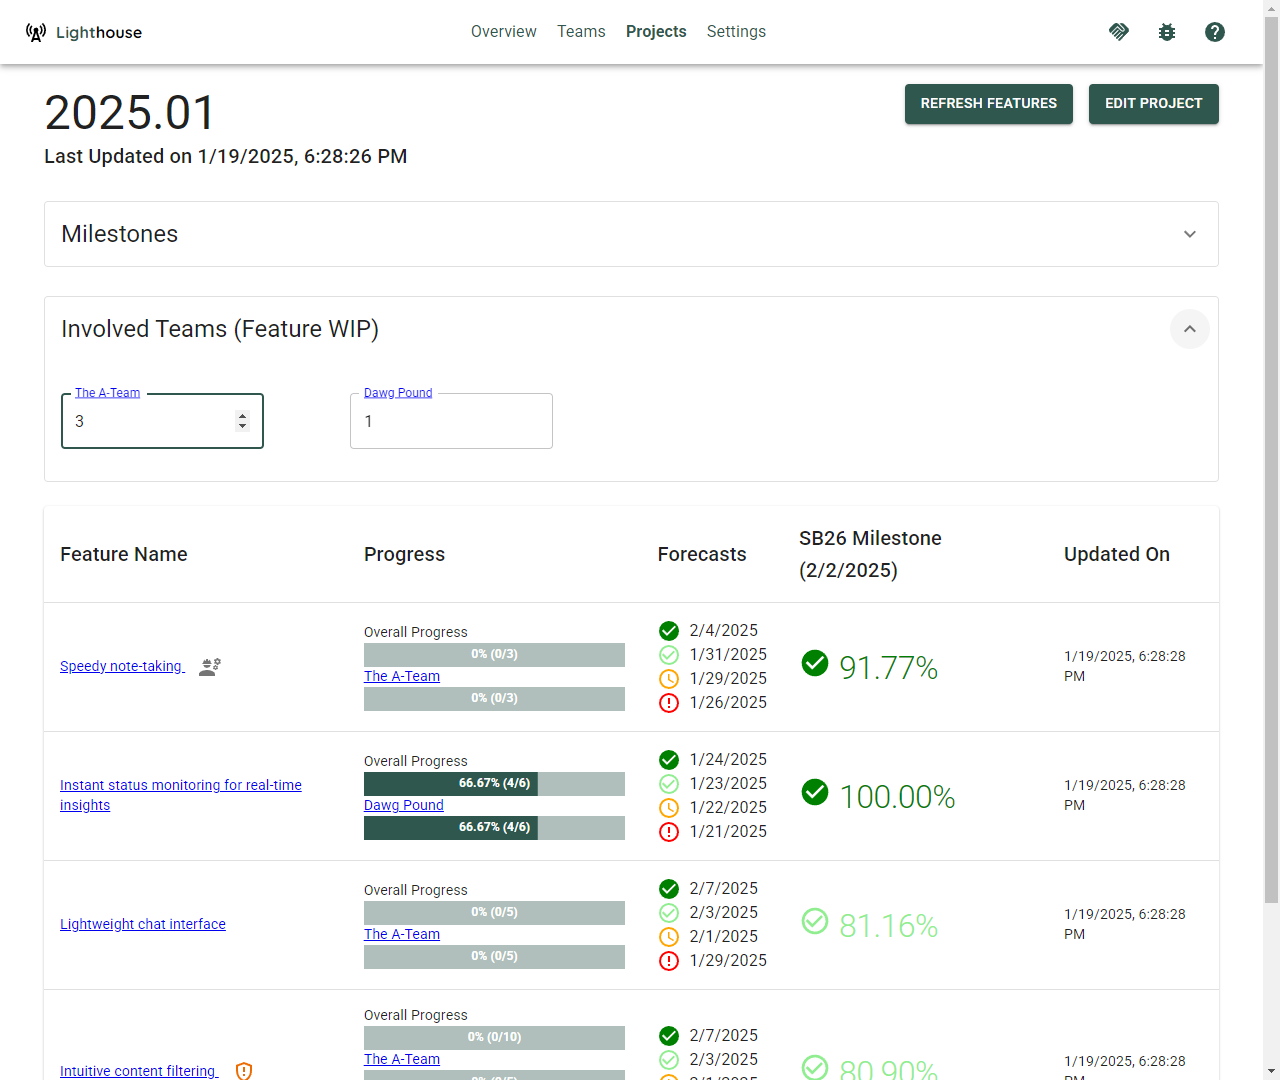 Lighthouse
Overview Teams Projects Settings
2025.01
REFRESH FEATURES
EDIT PROJECT
Last Updated on 1/19/2025, 6:28:26 PM
Milestones
Involved Teams (Feature WIP)
The A-Team
3
Dawg Pound
1
Feature Name
Progress
Forecasts
SB26 Milestone
(2/2/2025)
Updated On
Speedy note-taking
Overall Progress
0% (0/3)
The A-Team
0% (0/3)
2/4/2025
1/31/2025
1/29/2025
1/26/2025
91.77%
1/19/2025, 6:28:28
PM
Instant status monitoring for real-time
insights
Overall Progress
66.67% (4/6)
Dawg Pound
66.67% (4/6)
1/24/2025
1/23/2025
1/22/2025
1/21/2025
100.00%
1/19/2025, 6:28:28
PM
Lightweight chat interface
Overall Progress
0% (0/5)
The A-Team
0% (0/5)
2/7/2025
2/3/2025
2/1/2025
1/29/2025
81.16%
1/19/2025, 6:28:28
PM
Intuitive content filtering
Overall Progress
0% (0/10)
The A-Team
2/7/2025
2/3/2025
80.90%
1/19/2025, 6:28:28